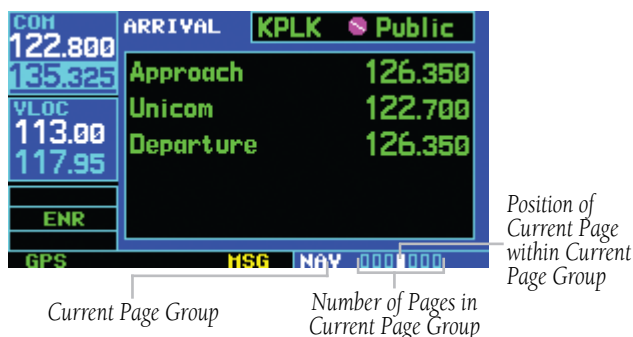 COM
122.800
135.325
VLOC
113.00
117.95
ENR
GPS
ARRIVAL KPLK Public
Approach 126.350
Unicom 122.700
Departure 126.350
MSG NAV
Position of
Current Page
within Current
Page Group
Current Page Group
Number of Pages in
Current Page Group